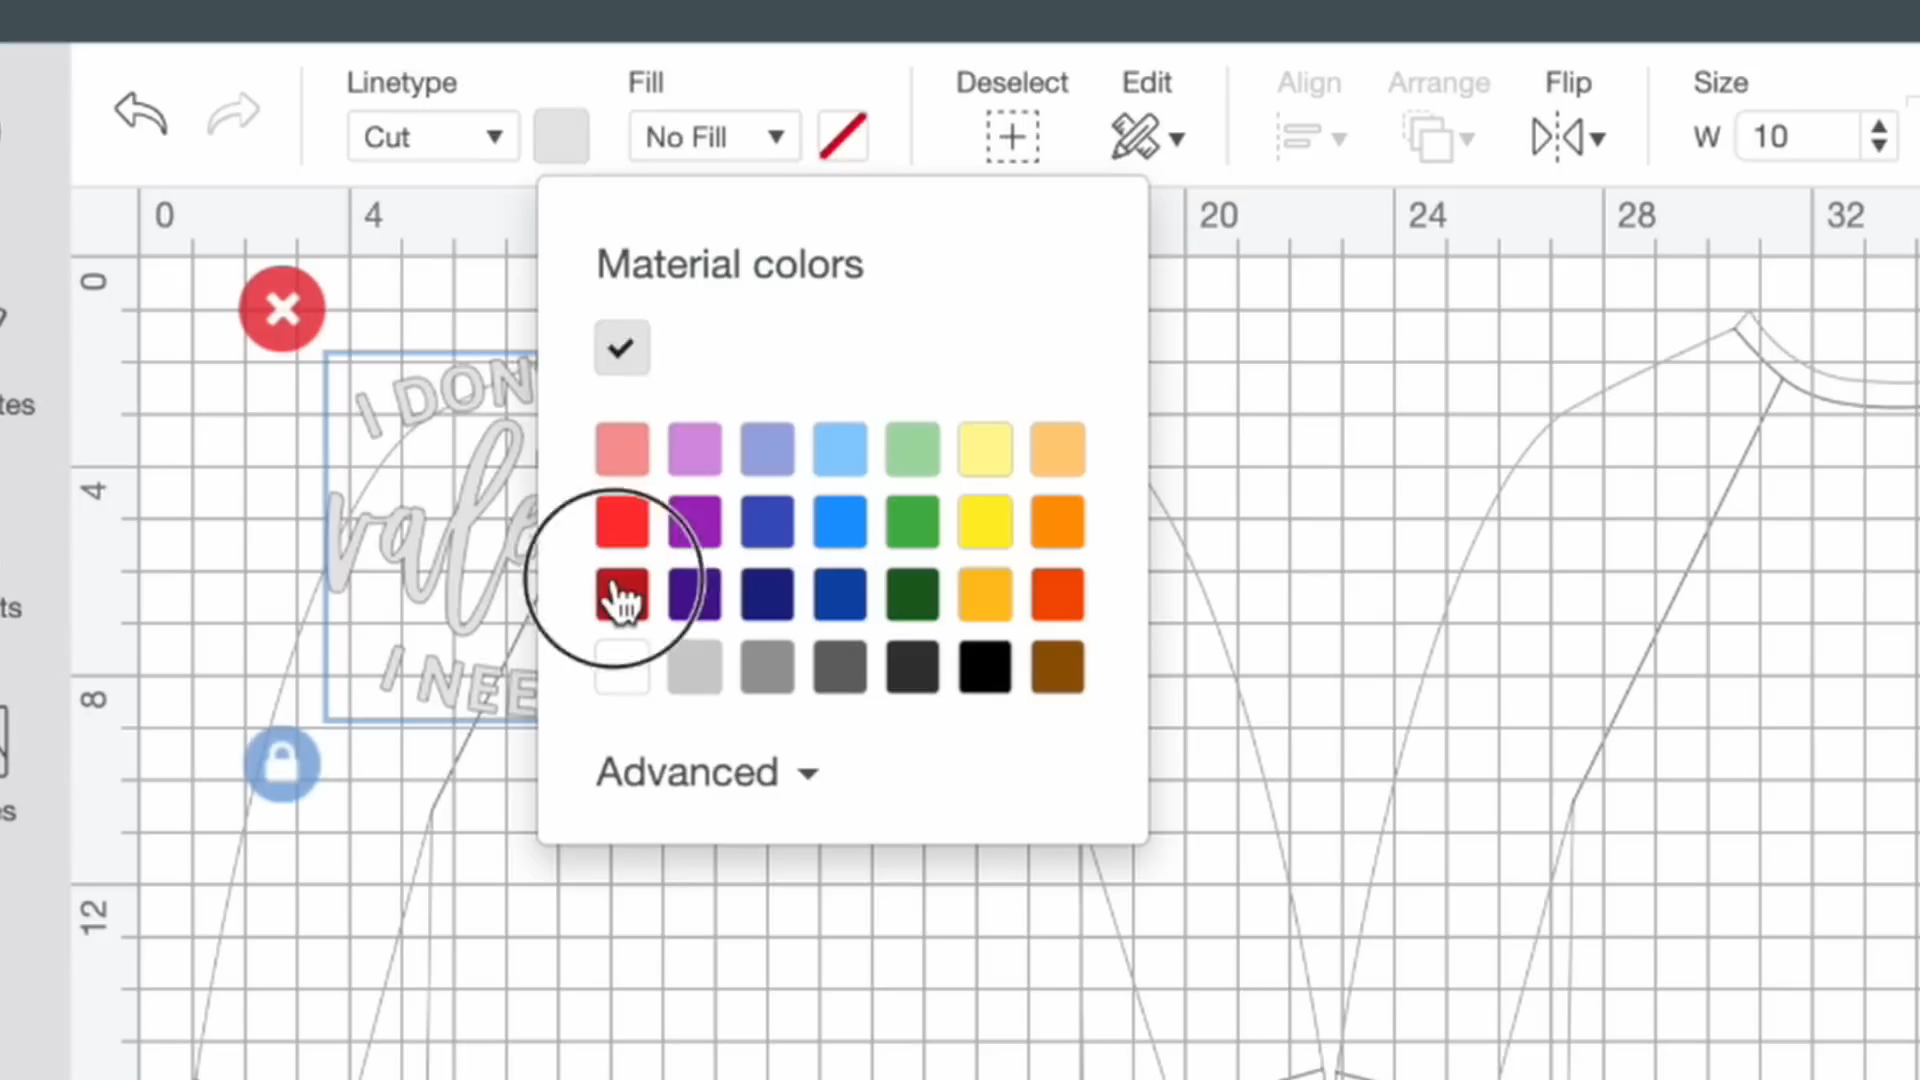 Linetype Fill Deselect Edit Align Arrange Flip Size
Cut No Fill W 10
0 4 20 24 28 32
0
4
8
12
Material colors
I DON
vale
I NEE
Advanced
tes
ts
s